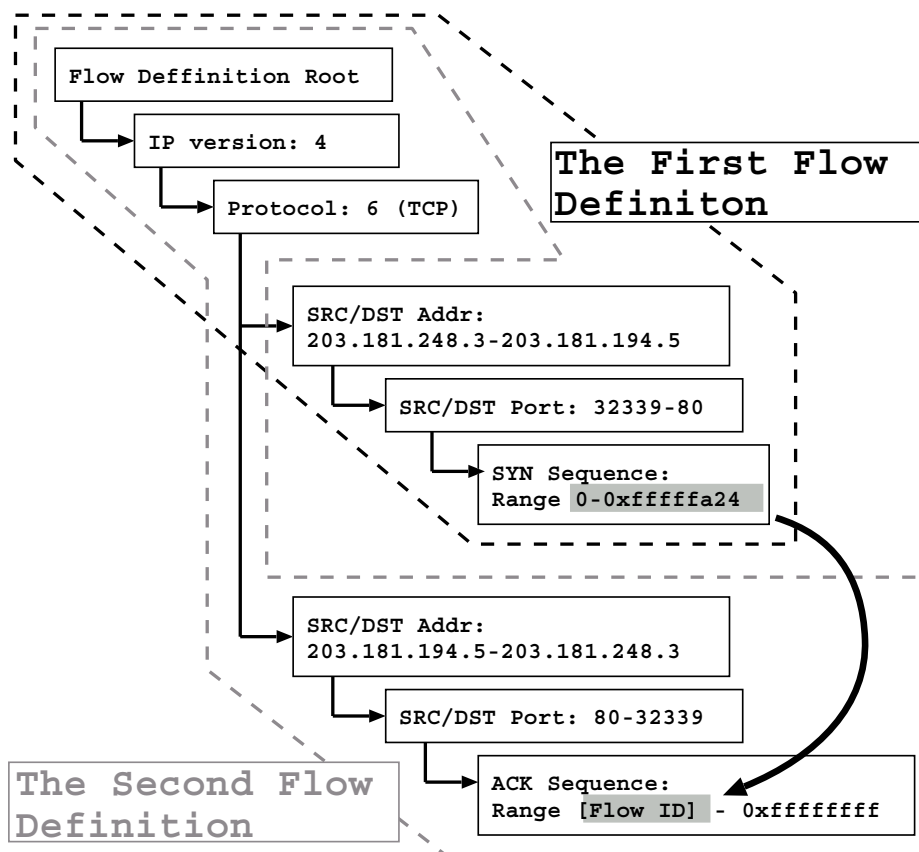 Flow Deffinition Root
IP version: 4
Protocol: 6 (TCP)
The First Flow
Definiton
SRC/DST Addr:
203.181.248.3-203.181.194.5
SRC/DST Port: 32339-80
SYN Sequence:
Range 0-0xfffffa24
SRC/DST Addr:
203.181.194.5-203.181.248.3
SRC/DST Port: 80-32339
ACK Sequence:
Range [Flow ID] - 0xffffffff
The Second Flow
Definition